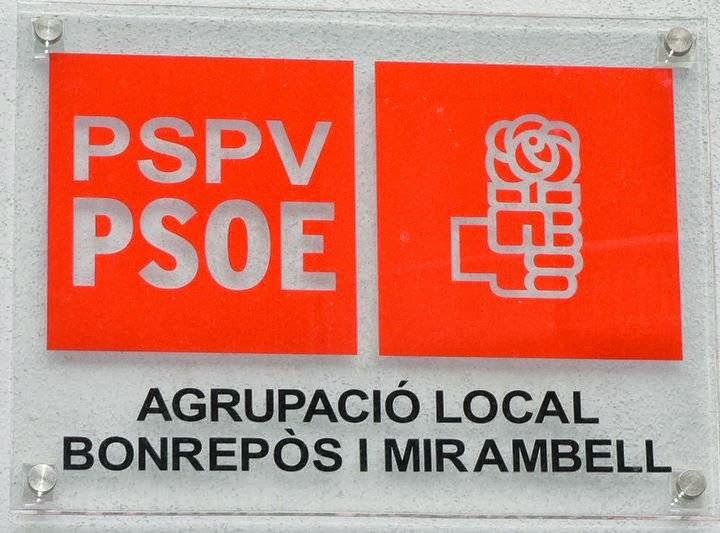 PSPV
PSOE
AGRUPACIÓ LOCAL
BONREPÒS I MIRAMBELL